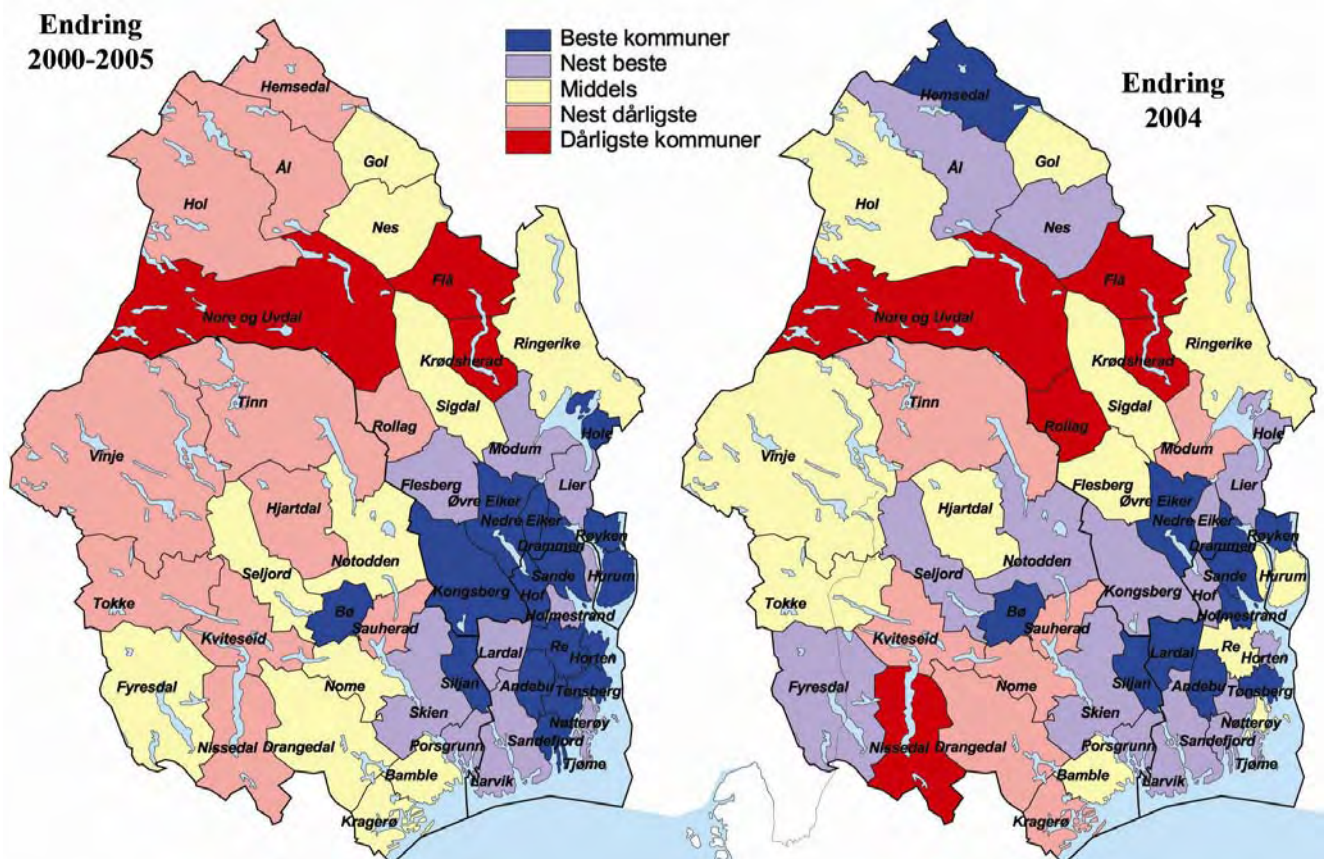 Endring
2000-2005
Beste kommuner
Nest beste
Middels
Nest dårligste
Dårligste kommuner
Endring
2004
Hemsedal
Gol
Ål
Hol
Nes
Flå
Nore og Uvdal
Ringerike
Krødsherad
Tinn
Sigdal
Rollag
Hole
Modum
Vinje
Flesberg
Lier
Øvre Eiker
Hjartdal
Nedre Eiker
Røyken
Notodden
Drammen
Seljord
Sande
Hurum
Kongsberg
Hof
Tokke
Bø
Holmestrand
Sauherad
Kviteseid
Lardal
Re
Horten
Siljan
Fyresdal
Nome
Andebu
Tønsberg
Skien
Nøtterøy
Nissedal
Drangedal
Porsgrunn
Sandefjord
Tjøme
Bamble
Larvik
Kragerø
Hemsedal
Gol
Ål
Hol
Nes
Flå
Nore og Uvdal
Ringerike
Krødsherad
Tinn
Sigdal
Rollag
Hole
Modum
Vinje
Flesberg
Lier
Øvre Eiker
Hjartdal
Nedre Eiker
Røyken
Notodden
Drammen
Seljord
Sande
Hurum
Kongsberg
Hof
Tokke
Bø
Holmestrand
Sauherad
Kviteseid
Lardal
Re
Horten
Siljan
Fyresdal
Nome
Andebu
Tønsberg
Skien
Nøtterøy
Nissedal
Drangedal
Porsgrunn
Sandefjord
Tjøme
Bamble
Larvik
Kragerø